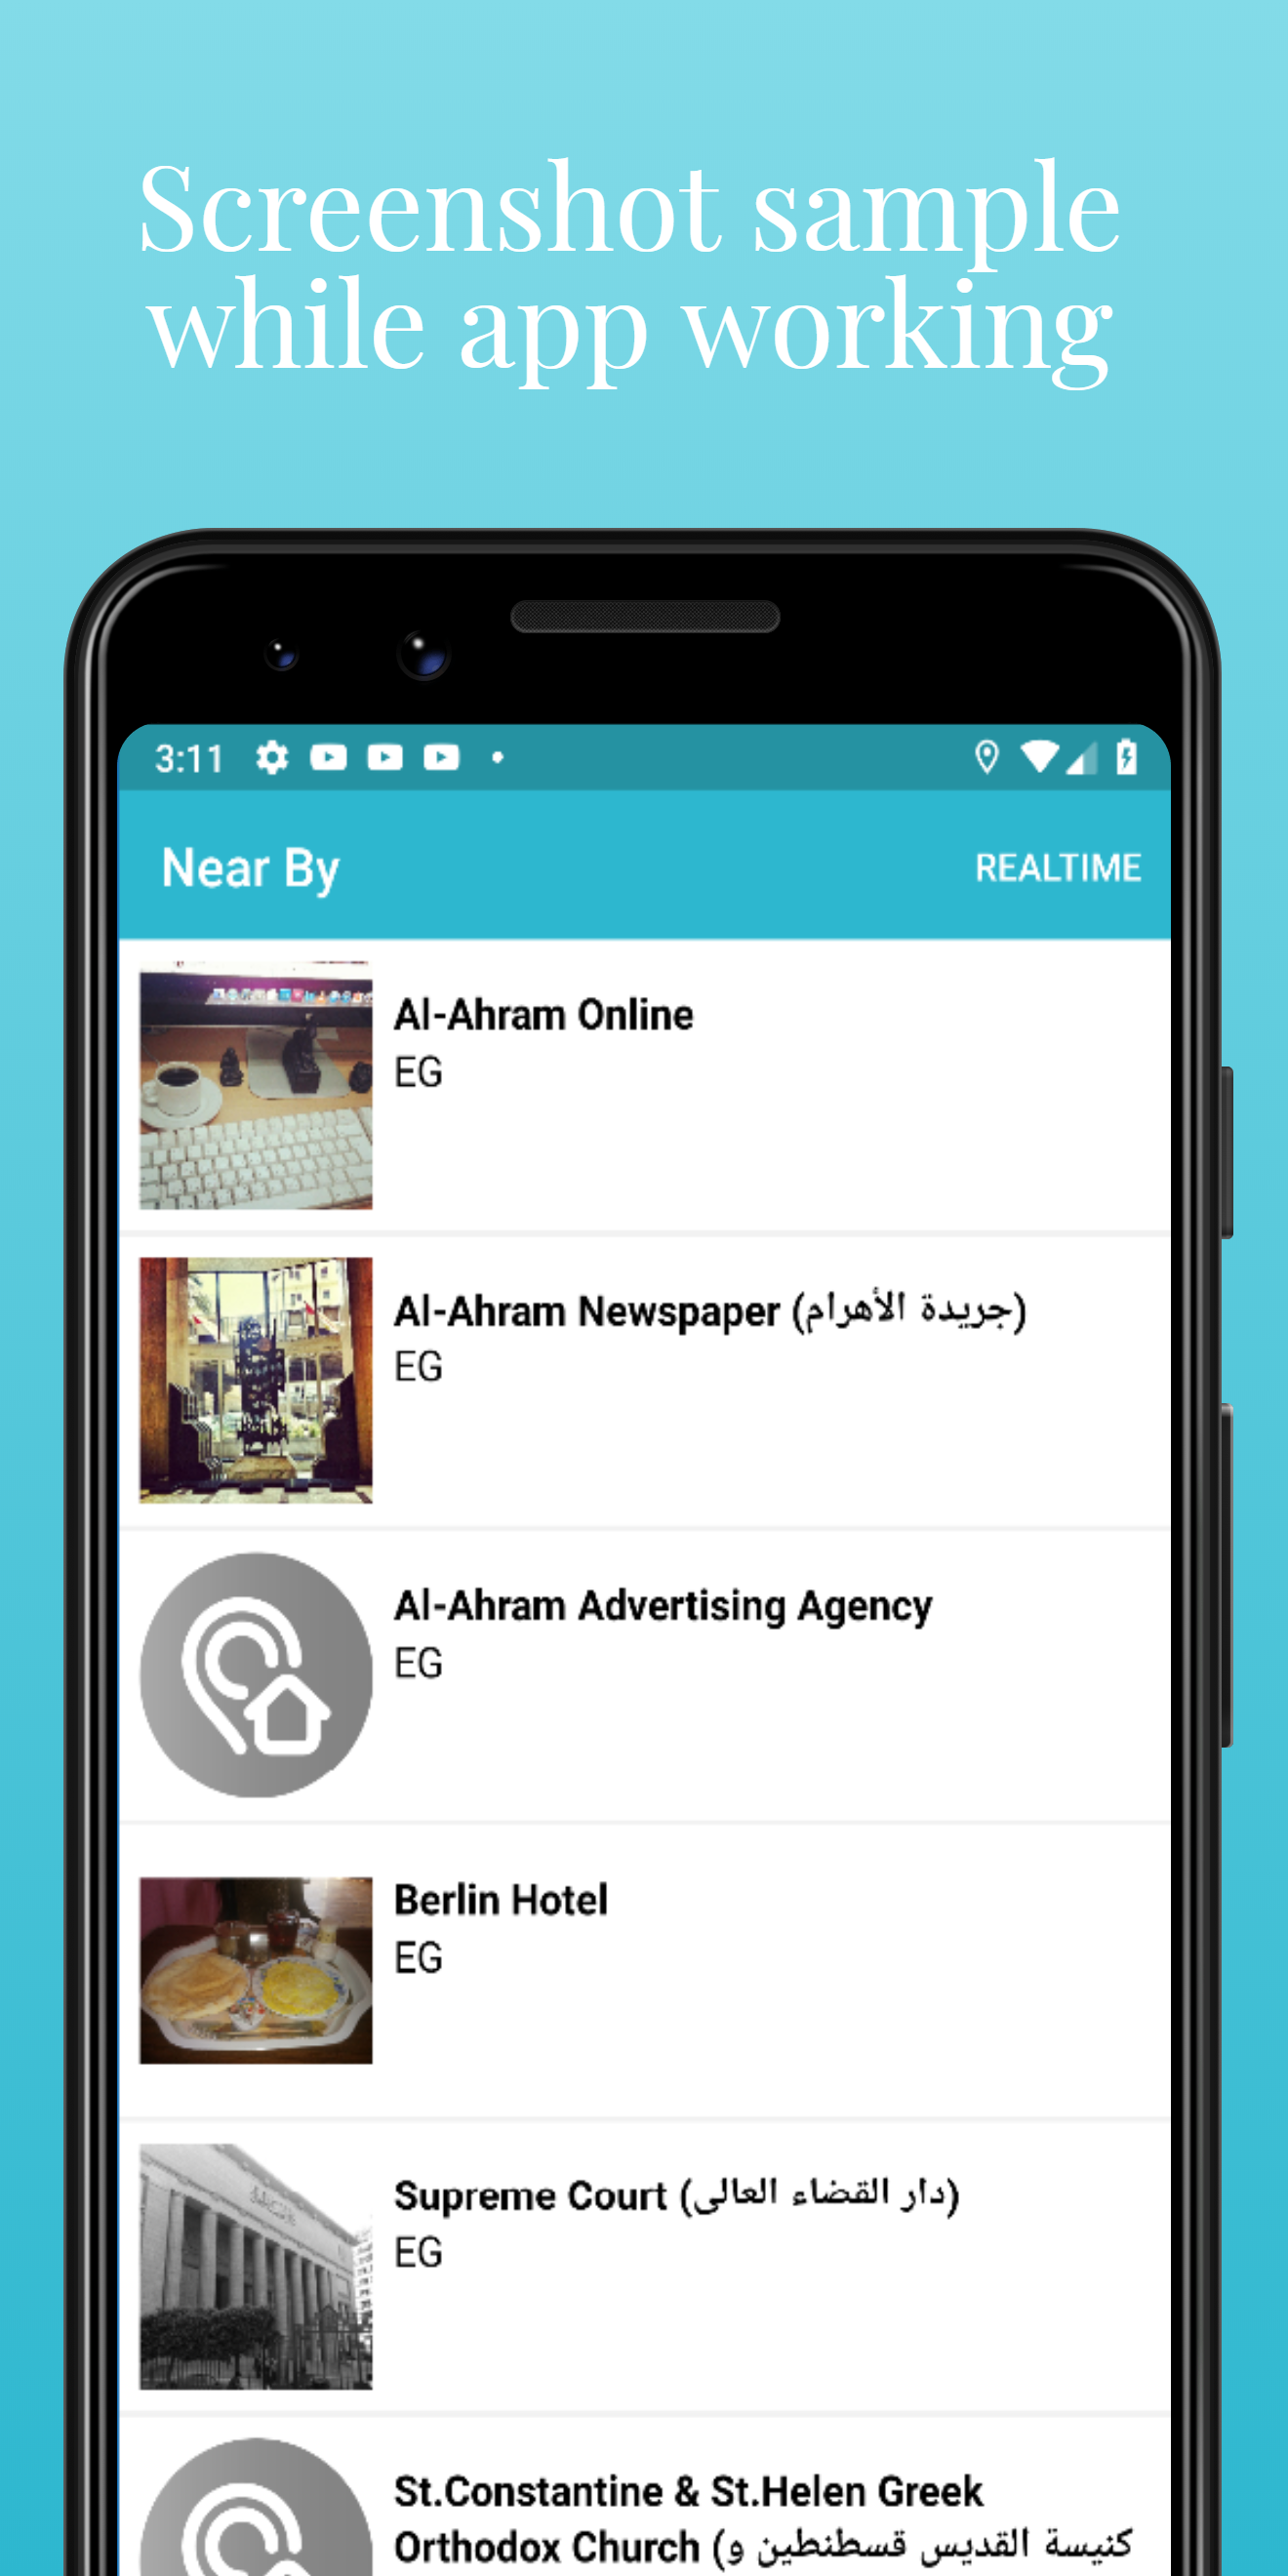 Screenshot sample
while app working
3:11
Near By
REALTIME
Al-Ahram Online
EG
Al-Ahram Newspaper (جريدة الأهرام)
EG
Al-Ahram Advertising Agency
EG
Berlin Hotel
EG
Supreme Court (دار القضاء العالى)
EG
St.Constantine & St.Helen Greek
Orthodox Church (كنيسة القديس قسطنطين و